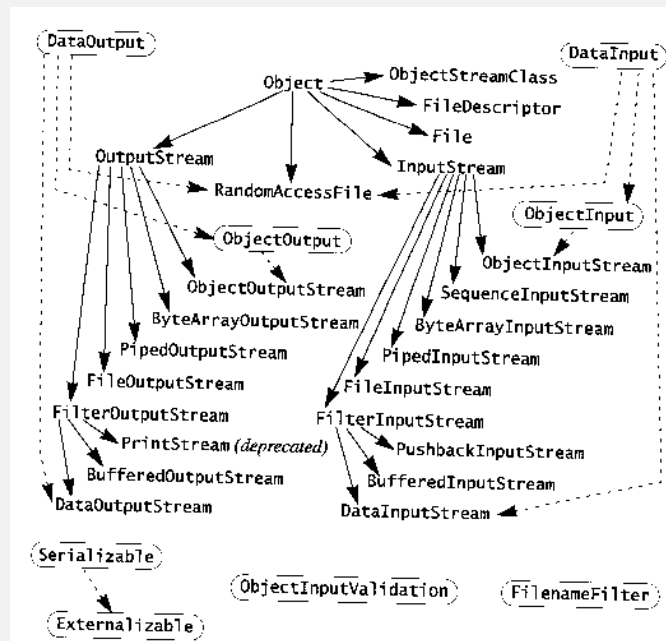 DataOutput
DataInput
Object
ObjectStreamClass
FileDescriptor
File
OutputStream
InputStream
RandomAccessFile
ObjectInput
ObjectOutput
ObjectInputStream
ObjectOutputStream
SequenceInputStream
ByteArrayOutputStream
ByteArrayInputStream
PipedOutputStream
PipedInputStream
FileOutputStream
FileInputStream
FilterOutputStream
FilterInputStream
PrintStream (deprecated)
PushbackInputStream
BufferedOutputStream
BufferedInputStream
DataOutputStream
DataInputStream
Serializable
ObjectInputValidation
FilenameFilter
Externalizable